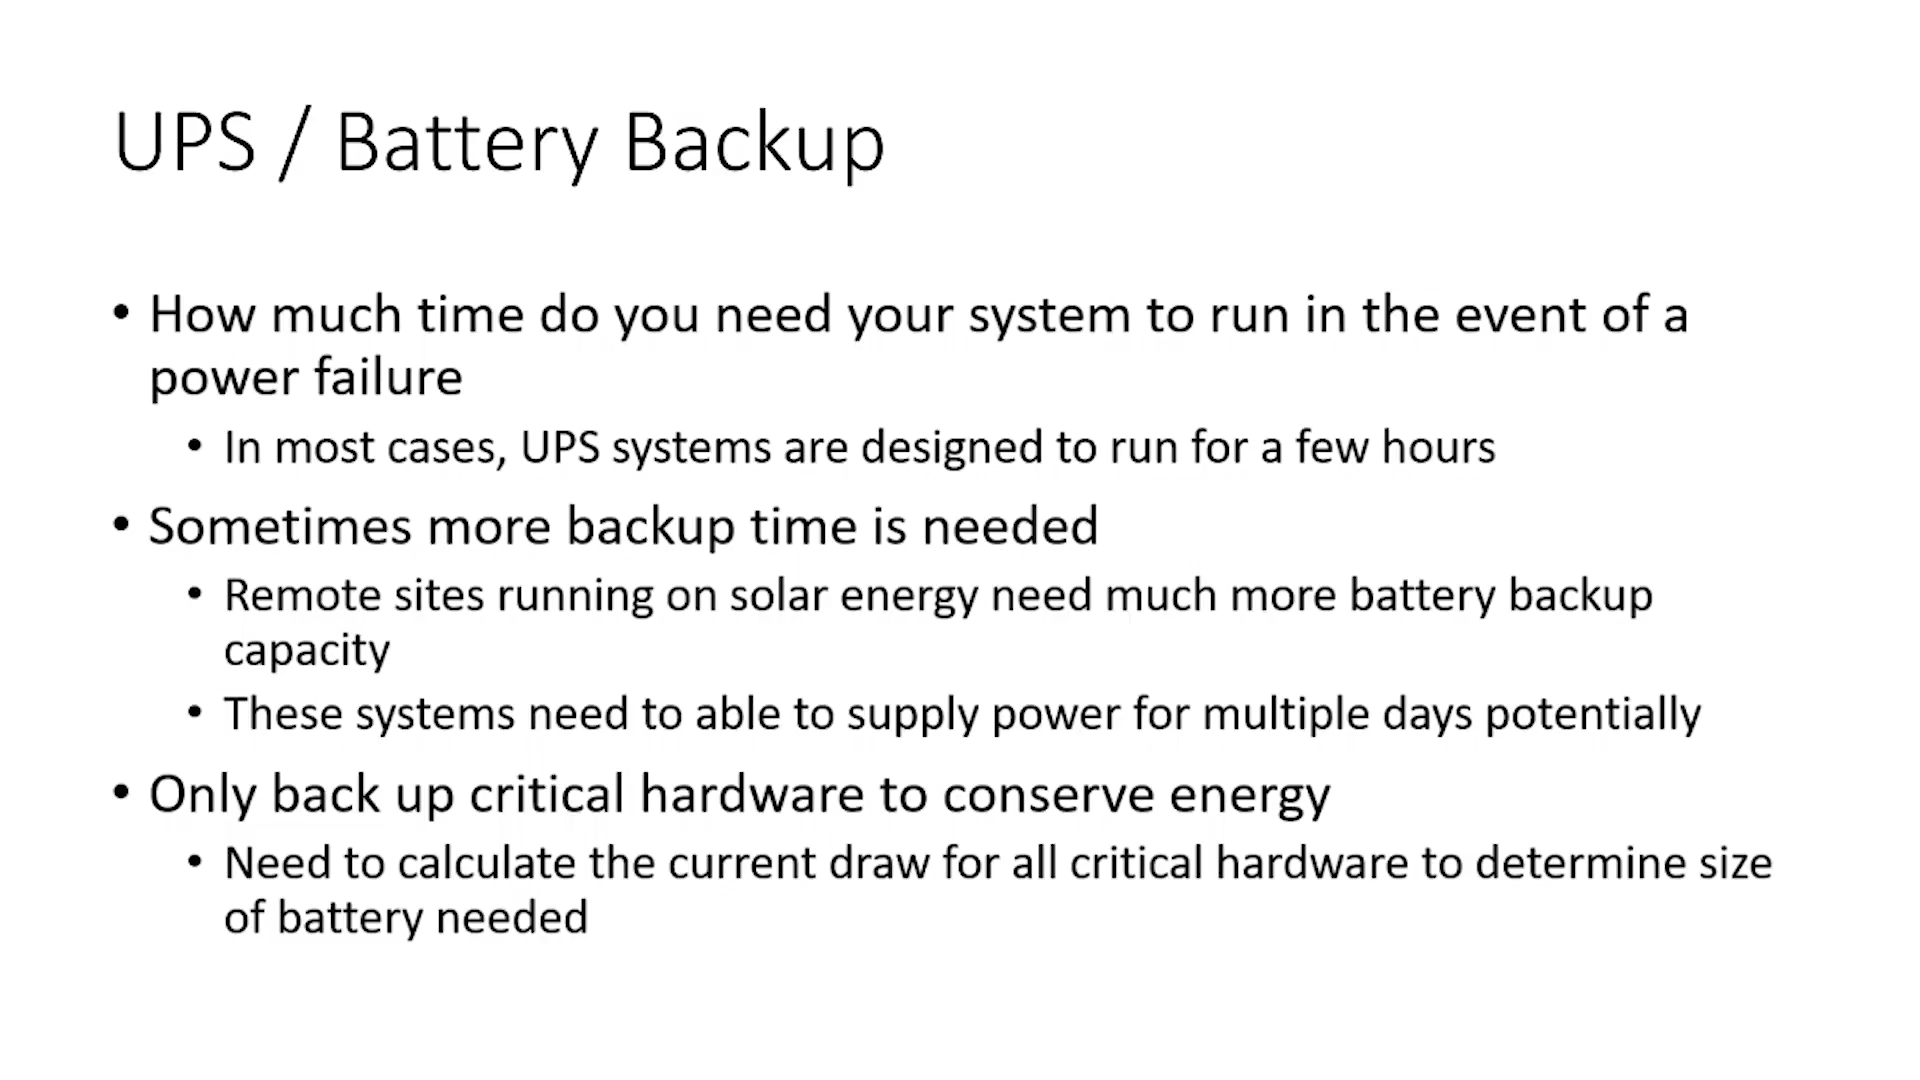 UPS / Battery Backup
• How much time do you need your system to run in the event of a
power failure
• In most cases, UPS systems are designed to run for a few hours
• Sometimes more backup time is needed
• Remote sites running on solar energy need much more battery backup
capacity
• These systems need to able to supply power for multiple days potentially
• Only back up critical hardware to conserve energy
• Need to calculate the current draw for all critical hardware to determine size
of battery needed